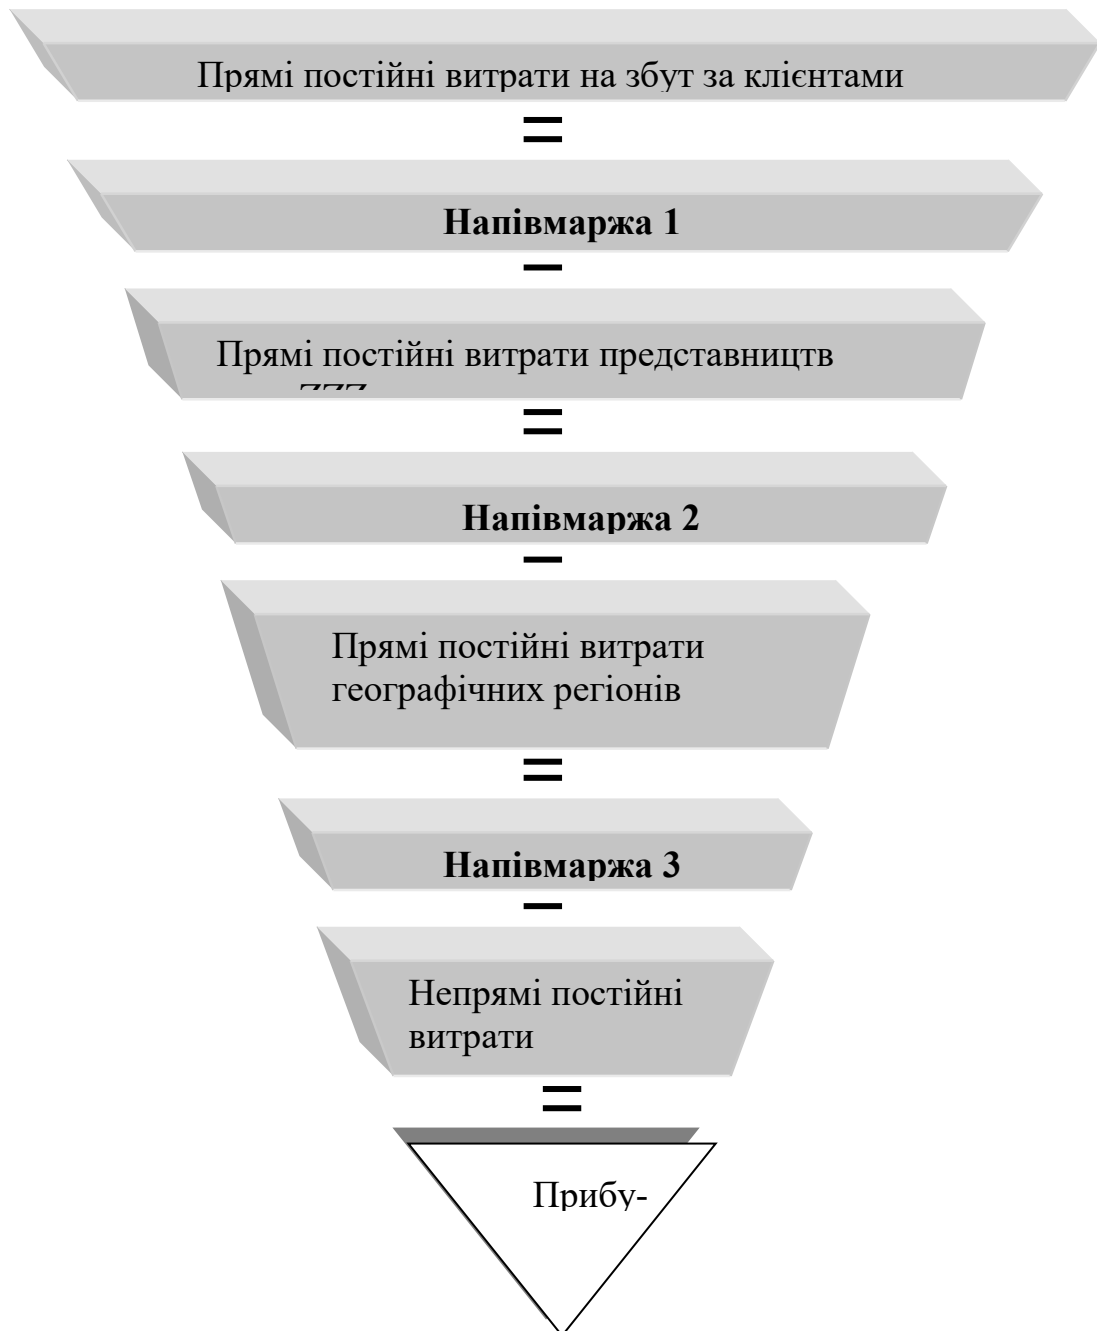 Прямі постійні витрати на збут за клієнтами
=
Напівмаржа 1
–
Прямі постійні витрати представництв
ZZZ
=
Напівмаржа 2
–
Прямі постійні витрати
географічних регіонів
=
Напівмаржа 3
–
Непрямі постійні
витрати
=
Прибу-